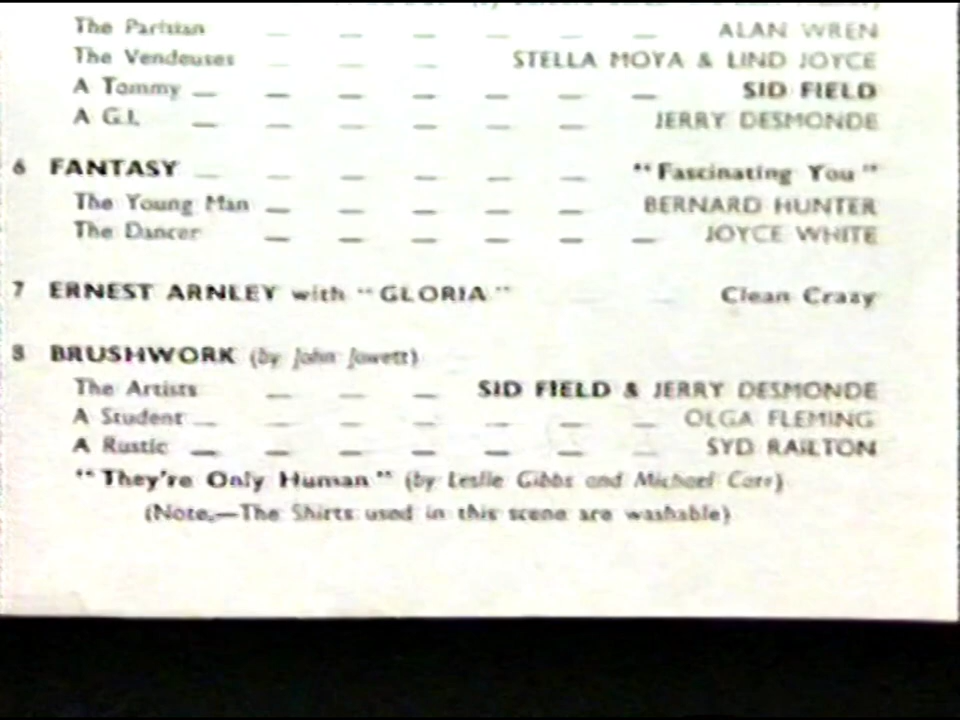 The Parisian — — — — — — ALAN WREN
The Vendeuses — — — STELLA MOYA & LIND JOYCE
A Tommy — — — — — — — SID FIELD
A G.I. — — — — — — JERRY DESMONDE
6 FANTASY — — — — — — "Fascinating You"
The Young Man — — — — — BERNARD HUNTER
The Dancer — — — — — — JOYCE WHITE
7 ERNEST ARNLEY with "GLORIA" — — Clean Crazy
8 BRUSHWORK (by John Jowett)
The Artists — — — SID FIELD & JERRY DESMONDE
A Student — — — — — — — OLGA FLEMING
A Rustic — — — — — — — SYD RAILTON
"They're Only Human" (by Leslie Gibbs and Michael Carr)
(Note.—The Shirts used in this scene are washable)